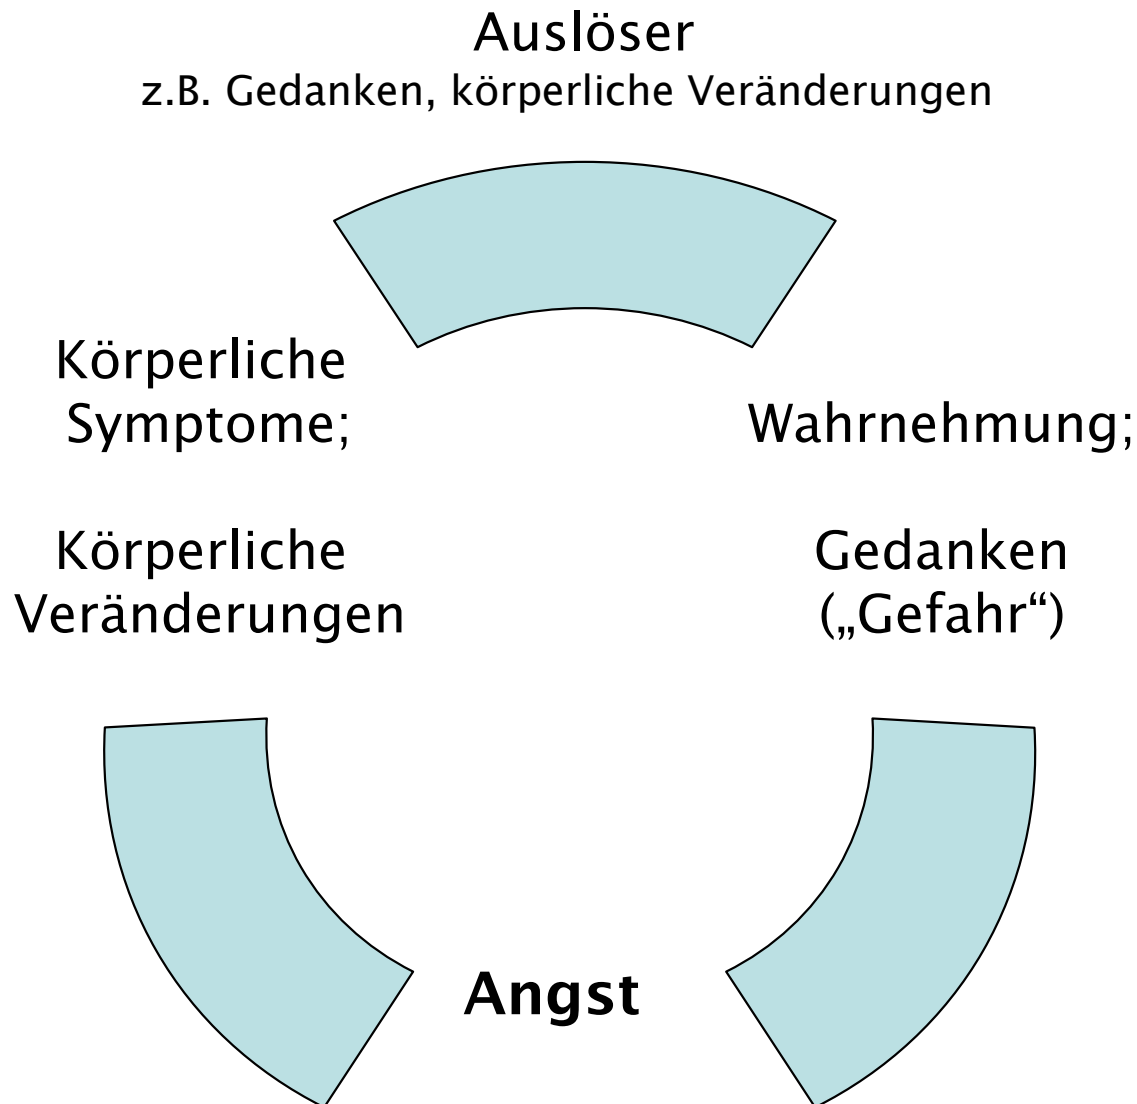 Auslöser
z.B. Gedanken, körperliche Veränderungen
Körperliche
Symptome;
Wahrnehmung;
Körperliche
Veränderungen
Gedanken
(„Gefahr“)
Angst